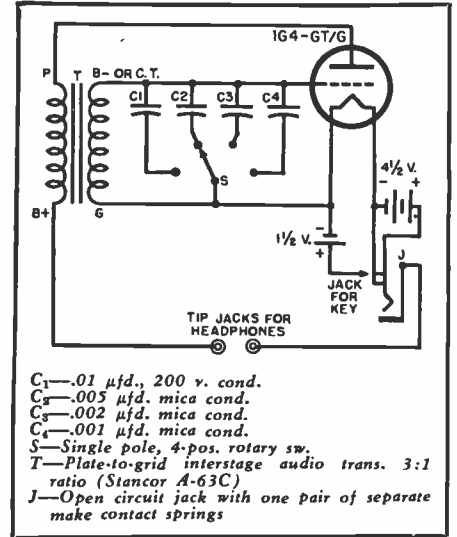 1G4-GT/G
P T B- OR C.T.
C1 C2 C3 C4
S
4½ V.
- +
B+ G
1½ V. -
+
J
JACK
FOR
KEY
TIP JACKS FOR
HEADPHONES
C₁—.01 µfd., 200 v. cond.
C₂—.005 µfd. mica cond.
C₃—.002 µfd. mica cond.
C₄—.001 µfd. mica cond.
S—Single pole, 4-pos. rotary sw.
T—Plate-to-grid interstage audio trans. 3:1
ratio (Stancor A-63C)
J—Open circuit jack with one pair of separate
make contact springs